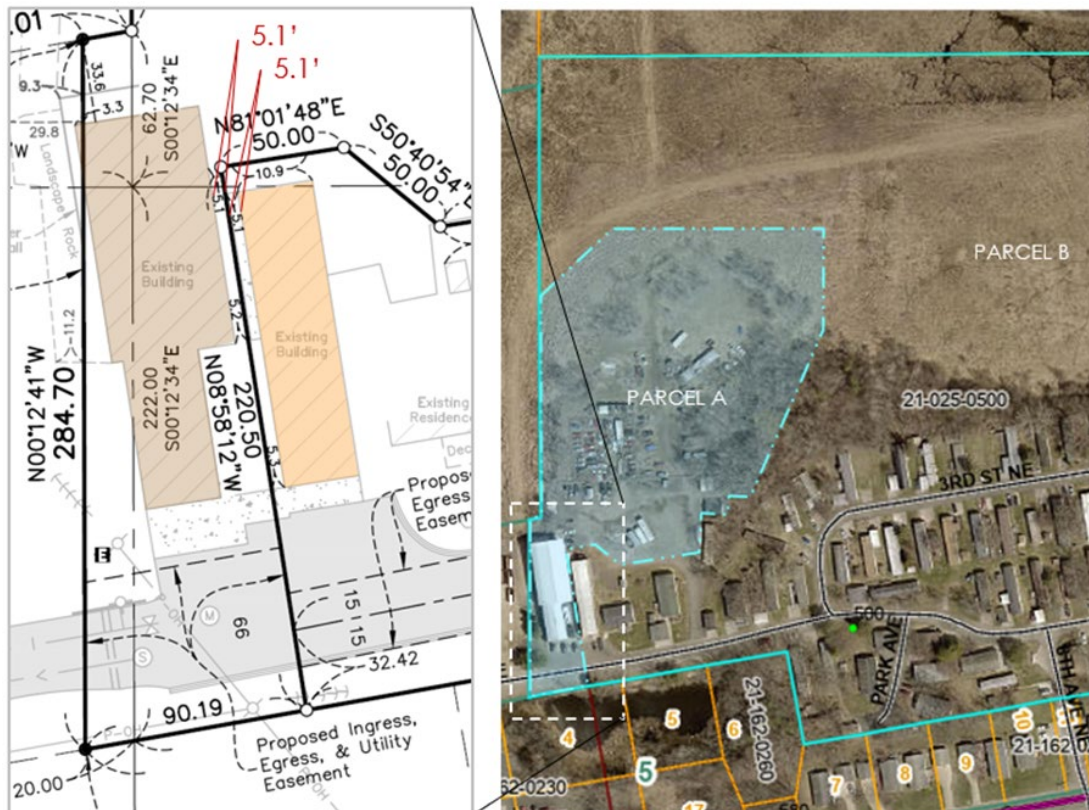 .01
5.1'
5.1'
33.6
9.3
3.3
62.70
S00°12'34"E
N81°01'48"E
50.00
S50°40'54"E
50.00
29.8
10.9
Landscape Rock
5.1
5.1
Existing
Building
11.2
5.2
Existing
Building
N00°12'41"W
284.70
222.00
S00°12'34"E
N08°58'12"W
220.50
Existing
Residence
5.3
Egress
E
66
15
15
M
S
32.42
90.19
P-OH
Proposed Ingress,
Egress, & Utility
Easement
20.00
PARCEL B
PARCEL A
21-025-0500
3RD ST NE
500
PARK AVE
4
5
6
21-162-0260
62-0230
5
7
8
9
10
21-162-0
17
580